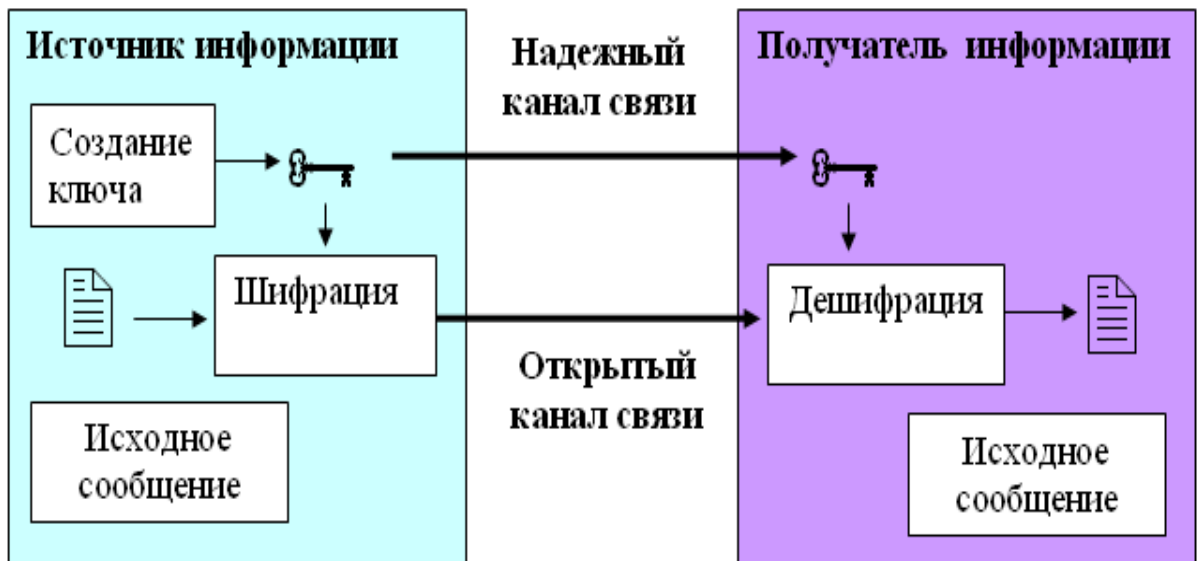 Источник информации
Создание
ключа
Шифрация
Исходное
сообщение
Надежный
канал связи
Открытый
канал связи
Получатель информации
Дешифрация
Исходное
сообщение